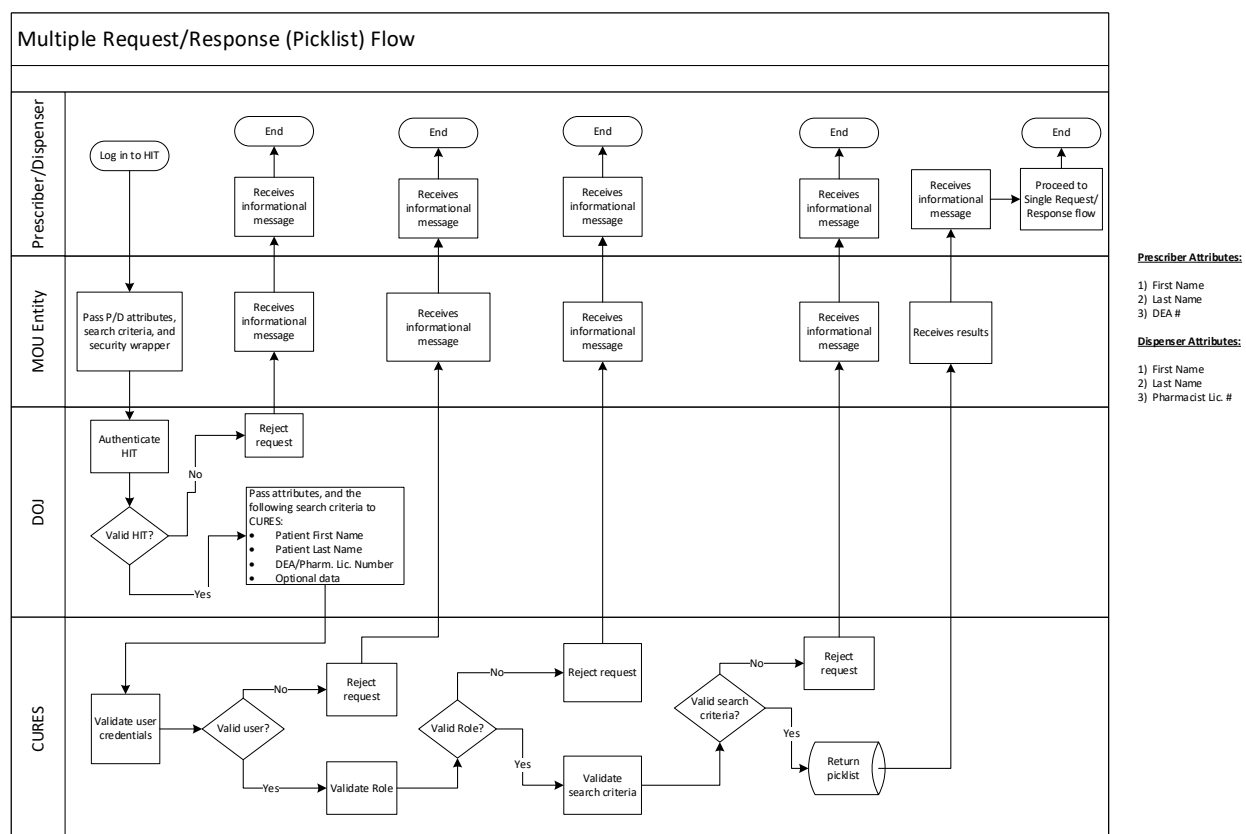 Multiple Request/Response (Picklist) Flow
Prescriber/Dispenser
Log in to HIT
End
Receives
informational
message
End
Receives
informational
message
End
Receives
informational
message
End
Receives
informational
message
Receives
informational
message
End
Proceed to
Single Request/
Response flow
MOU Entity
Pass P/D attributes,
search criteria, and
security wrapper
Receives
informational
message
Receives
informational
message
Receives
informational
message
Receives
informational
message
Receives results
DOJ
Authenticate
HIT
Valid HIT?
No
Reject
request
Yes
Pass attributes, and the
following search criteria to
CURES:
• Patient First Name
• Patient Last Name
• DEA/Pharm. Lic. Number
• Optional data
CURES
Validate user
credentials
Valid user?
No
Reject
request
Yes
Validate Role
Valid Role?
No
Reject request
Yes
Validate
search criteria
Valid search
criteria?
No
Reject
request
Yes
Return
picklist
Prescriber Attributes:
1) First Name
2) Last Name
3) DEA #
Dispenser Attributes:
1) First Name
2) Last Name
3) Pharmacist Lic. #